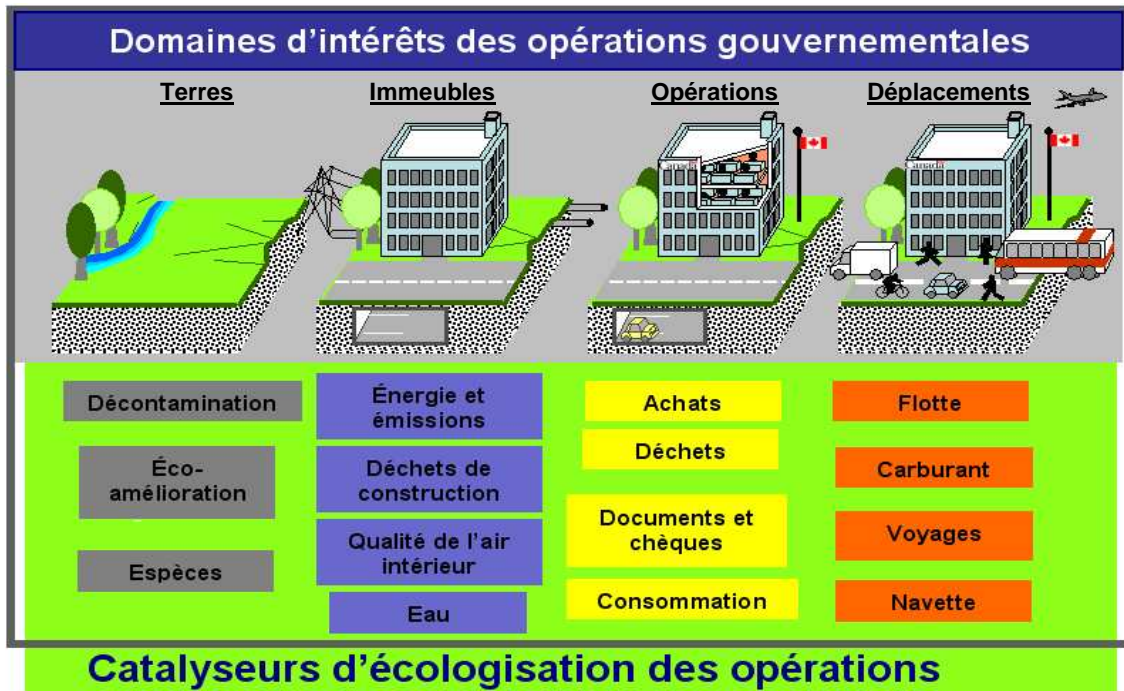 Domaines d'intérêts des opérations gouvernementales
Terres
Immeubles
Opérations
Déplacements
Canada
Canada
Décontamination
Éco-
amélioration
Espèces
Énergie et
émissions
Déchets de
construction
Qualité de l'air
intérieur
Eau
Achats
Déchets
Documents et
chèques
Consommation
Flotte
Carburant
Voyages
Navette
Catalyseurs d'écologisation des opérations